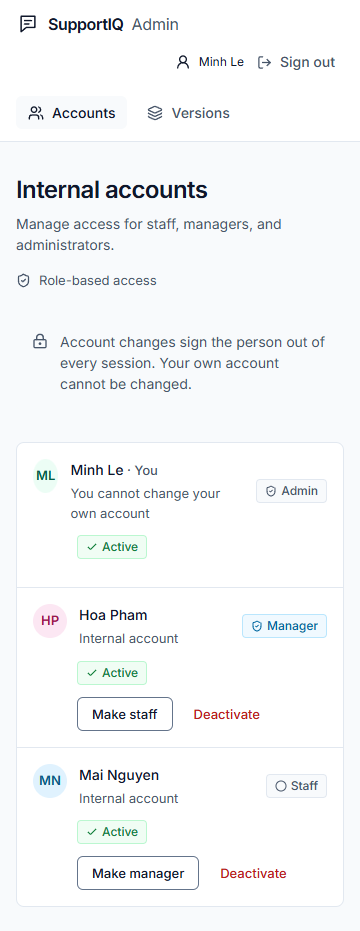 SupportIQ Admin
Minh Le Sign out
Accounts Versions
Internal accounts
Manage access for staff, managers, and
administrators.
Role-based access
Account changes sign the person out of
every session. Your own account
cannot be changed.
ML Minh Le · You
You cannot change your
own account
Admin
Active
HP Hoa Pham
Manager
Internal account
Active
Make staff Deactivate
MN Mai Nguyen
Staff
Internal account
Active
Make manager Deactivate